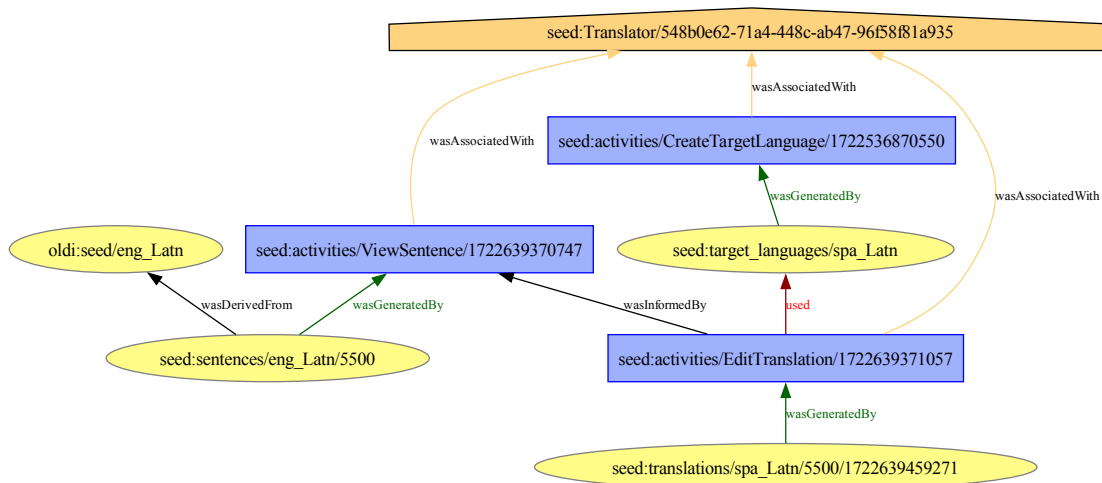 seed:Translator/548b0e62-71a4-448c-ab47-96f58f81a935
wasAssociatedWith
seed:activities/CreateTargetLanguage/1722536870550
wasAssociatedWith
wasGeneratedBy
wasAssociatedWith
oldi:seed/eng_Latn
seed:activities/ViewSentence/1722639370747
seed:target_languages/spa_Latn
wasDerivedFrom
wasGeneratedBy
wasInformedBy
used
seed:sentences/eng_Latn/5500
seed:activities/EditTranslation/1722639371057
wasGeneratedBy
seed:translations/spa_Latn/5500/1722639459271